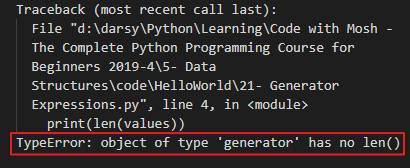 Traceback (most recent call last):
File "d:\darsy\Python\Learning\Code with Mosh -
The Complete Python Programming Course for
Beginners 2019-4\5- Data
Structures\code\HelloWorld\21- Generator
Expressions.py", line 4, in <module>
print(len(values))
TypeError: object of type 'generator' has no len()